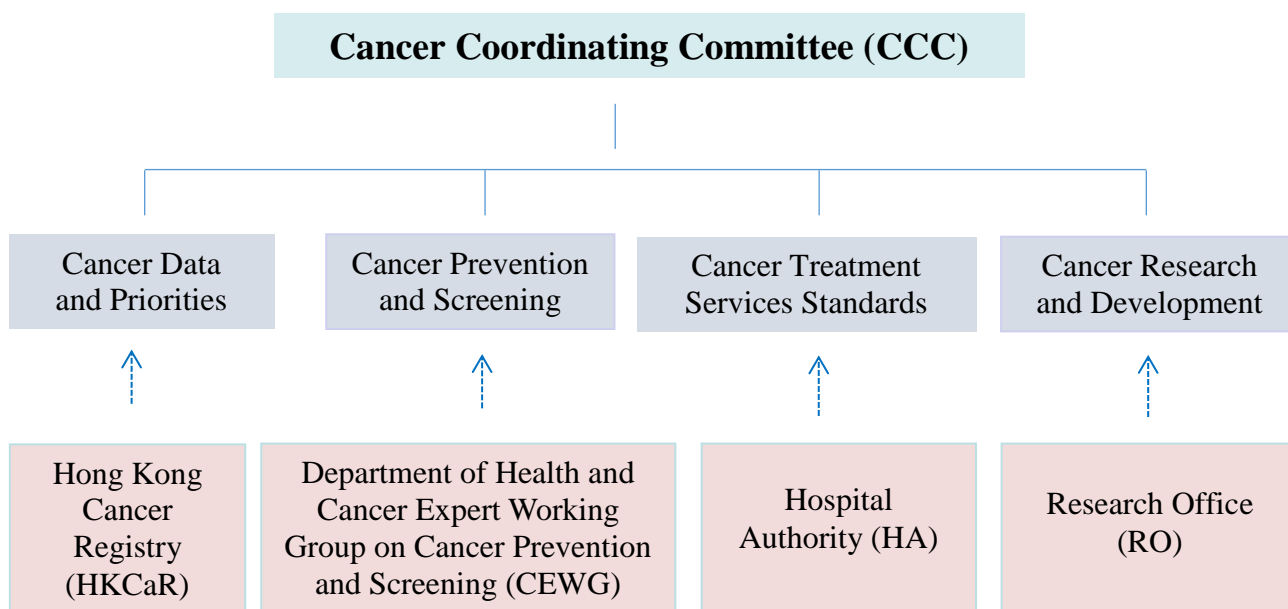 Cancer Coordinating Committee (CCC)
Cancer Data
and Priorities
Cancer Prevention
and Screening
Cancer Treatment
Services Standards
Cancer Research
and Development
Hong Kong
Cancer
Registry
(HKCaR)
Department of Health and
Cancer Expert Working
Group on Cancer Prevention
and Screening (CEWG)
Hospital
Authority (HA)
Research Office
(RO)